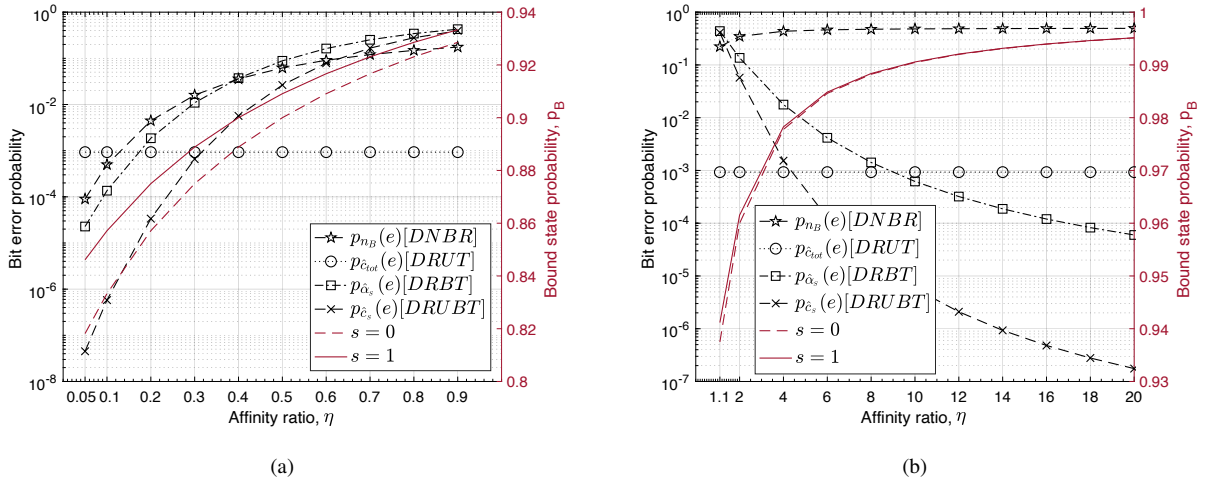 10^0
10^-2
10^-4
10^-6
10^-8
Bit error probability
0.05 0.1 0.2 0.3 0.4 0.5 0.6 0.7 0.8 0.9
Affinity ratio, η
0.94
0.92
0.9
0.88
0.86
0.84
0.82
0.8
Bound state probability, p_B
p_{n_B}(e)[DNBR]
p_{ĉ_{tot}}(e)[DRUT]
p_{α̂_s}(e)[DRBT]
p_{ĉ_s}(e)[DRUBT]
s = 0
s = 1
(a)
10^0
10^-1
10^-2
10^-3
10^-4
10^-5
10^-6
10^-7
Bit error probability
1.1 2 4 6 8 10 12 14 16 18 20
Affinity ratio, η
1
0.99
0.98
0.97
0.96
0.95
0.94
0.93
Bound state probability, p_B
p_{n_B}(e)[DNBR]
p_{ĉ_{tot}}(e)[DRUT]
p_{α̂_s}(e)[DRBT]
p_{ĉ_s}(e)[DRUBT]
s = 0
s = 1
(b)